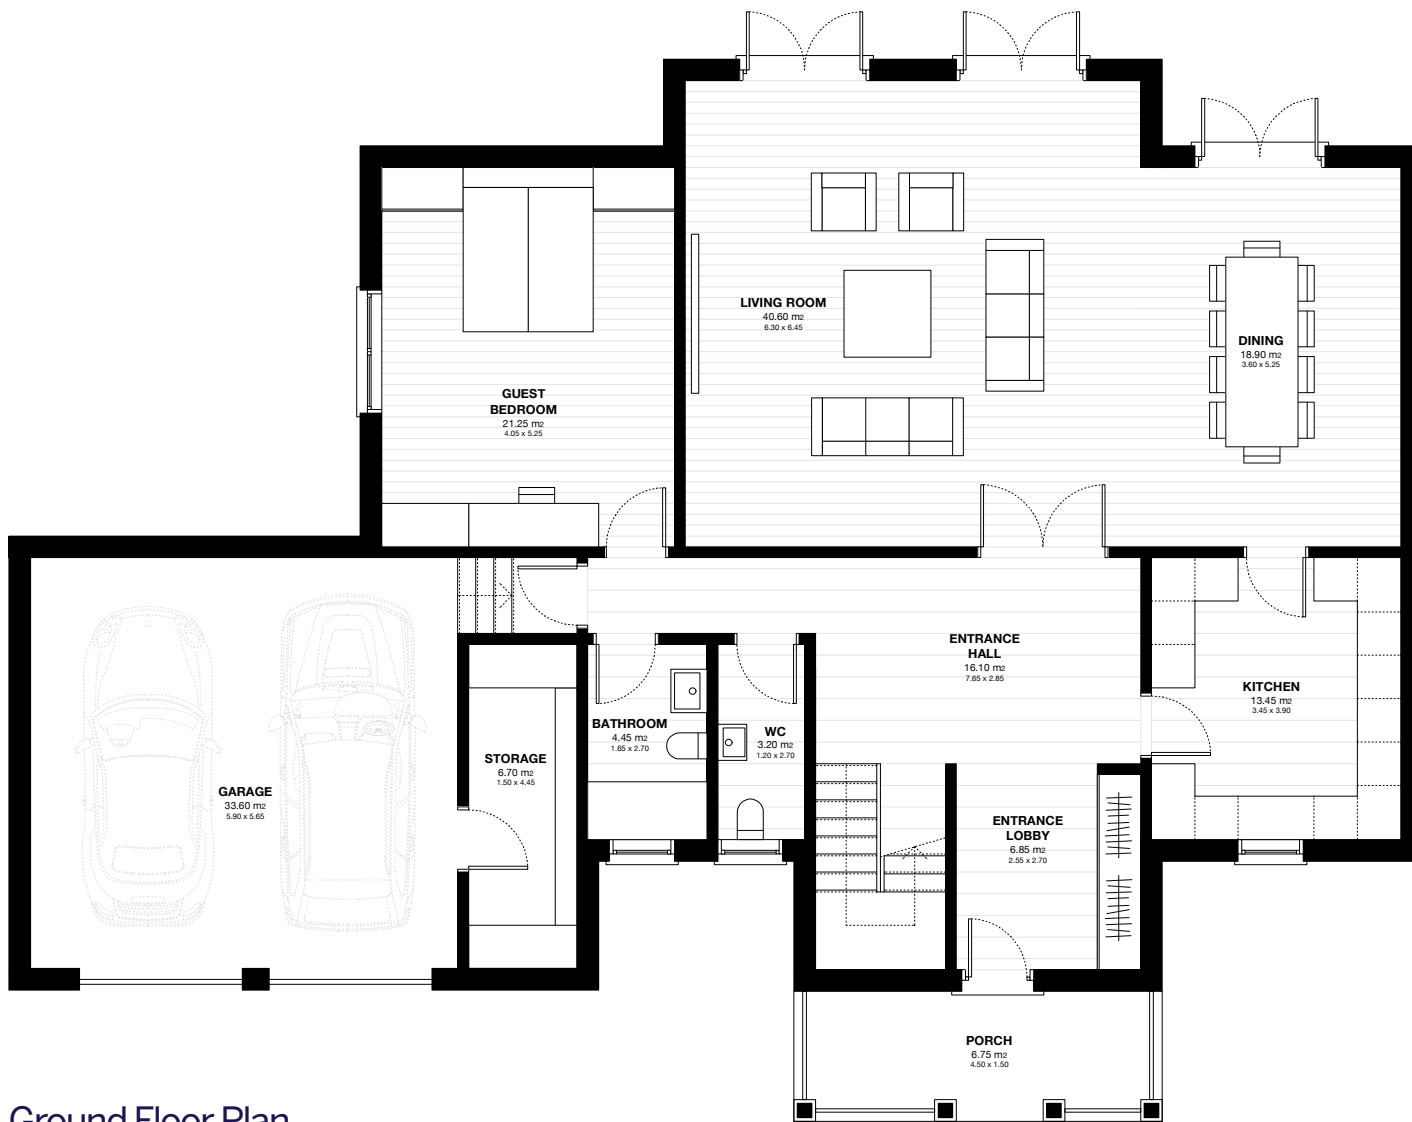 LIVING ROOM
40.60 m2
6.30 x 6.45
DINING
18.90 m2
3.60 x 5.25
GUEST
BEDROOM
21.25 m2
4.05 x 5.25
ENTRANCE
HALL
16.10 m2
7.65 x 2.85
KITCHEN
13.45 m2
3.45 x 3.90
BATHROOM
4.45 m2
1.65 x 2.70
WC
3.20 m2
1.20 x 2.70
STORAGE
6.70 m2
1.50 x 4.45
GARAGE
33.60 m2
5.90 x 5.65
ENTRANCE
LOBBY
6.85 m2
2.55 x 2.70
PORCH
6.75 m2
4.50 x 1.50
Ground Floor Plan